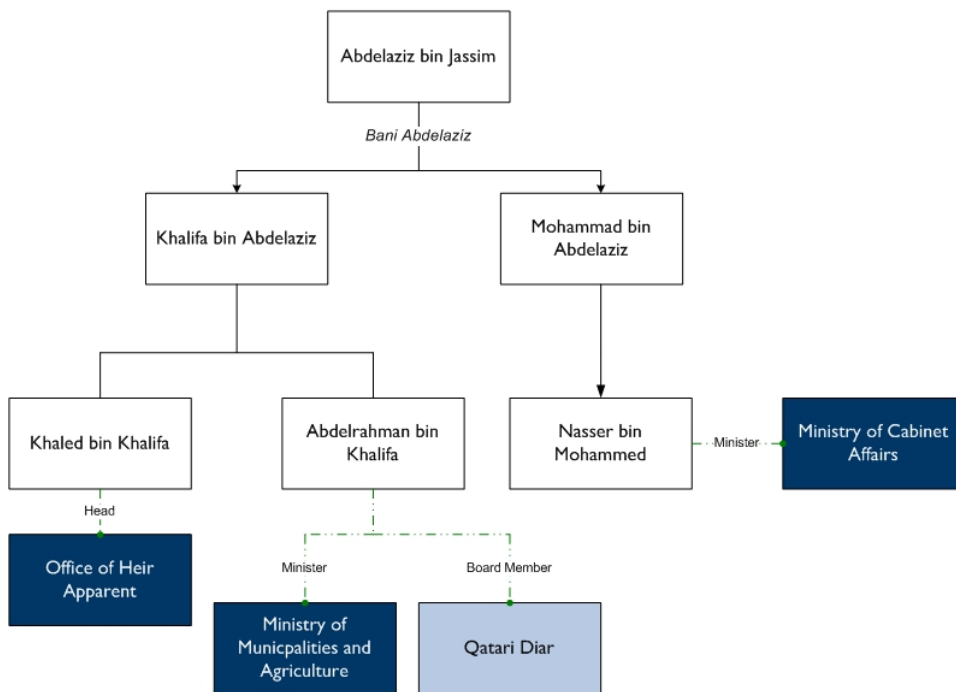 Abdelaziz bin Jassim
Bani Abdelaziz
Khalifa bin Abdelaziz
Mohammad bin
Abdelaziz
Khaled bin Khalifa
Abdelrahman bin
Khalifa
Nasser bin
Mohammed
Minister
Ministry of Cabinet
Affairs
Head
Office of Heir
Apparent
Minister
Board Member
Ministry of
Municpalities and
Agriculture
Qatari Diar